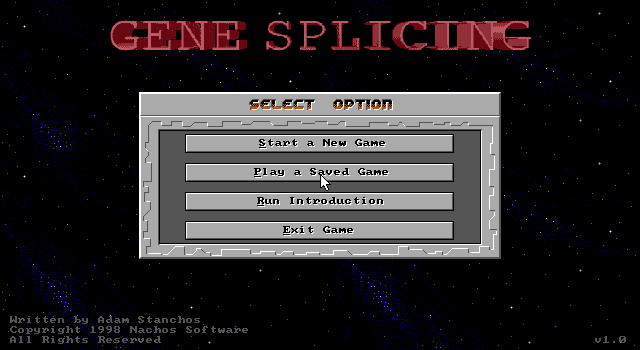 GENE SPLICING
SELECT OPTION
Start a New Game
Play a Saved Game
Run Introduction
Exit Game
Written by Adam Stanchos
Copyright 1998 Nachos Software
All Rights Reserved
v1.0